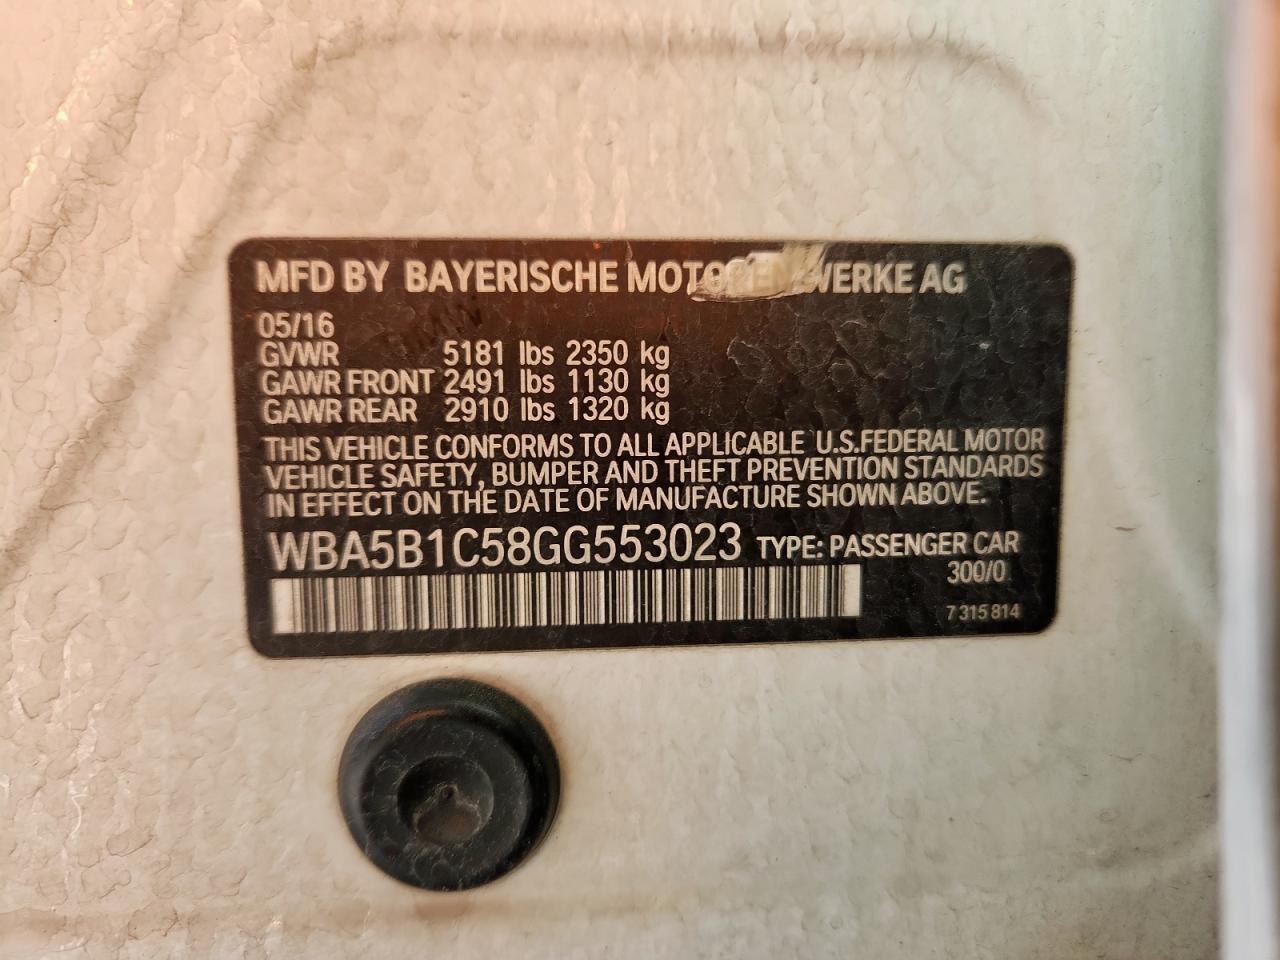 MFD BY BAYERISCHE MOTOREN WERKE AG
05/16
GVWR 5181 lbs 2350 kg
GAWR FRONT 2491 lbs 1130 kg
GAWR REAR 2910 lbs 1320 kg
THIS VEHICLE CONFORMS TO ALL APPLICABLE U.S.FEDERAL MOTOR
VEHICLE SAFETY, BUMPER AND THEFT PREVENTION STANDARDS
IN EFFECT ON THE DATE OF MANUFACTURE SHOWN ABOVE.
WBA5B1C58GG553023 TYPE: PASSENGER CAR
300/0
7 315 814